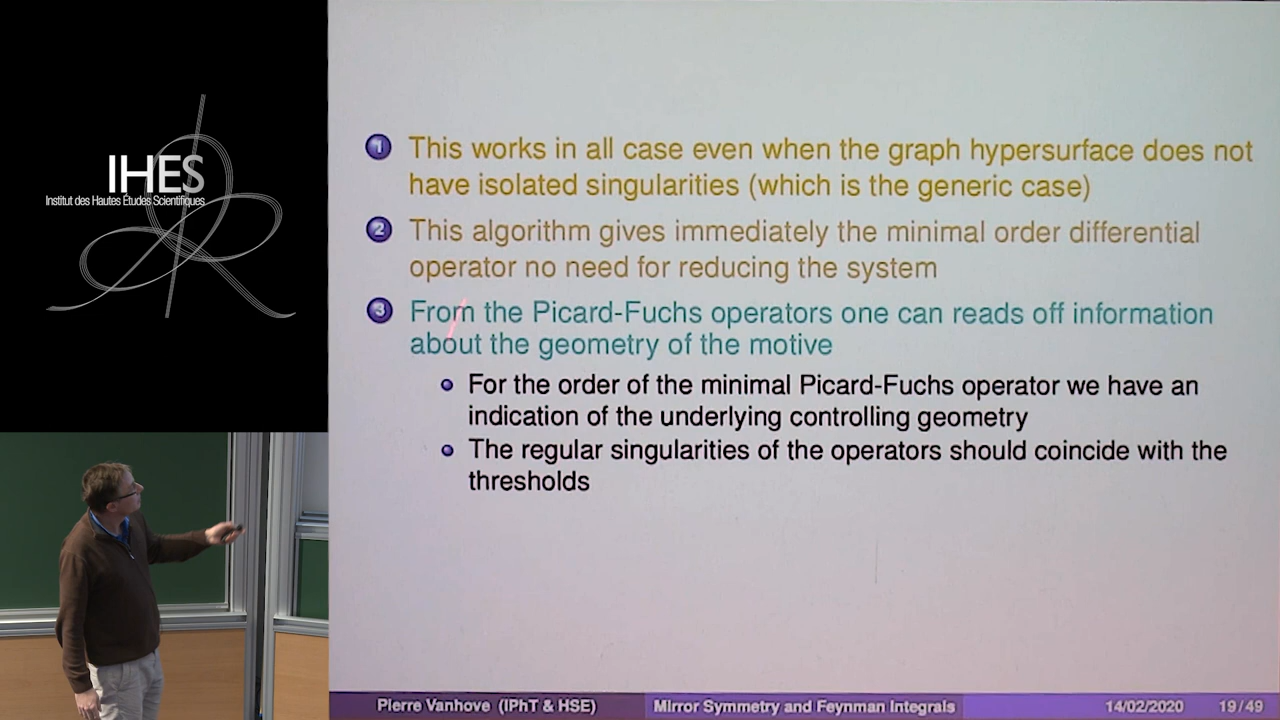 IHES
Institut des Hautes Études Scientifiques
1 This works in all case even when the graph hypersurface does not
have isolated singularities (which is the generic case)
2 This algorithm gives immediately the minimal order differential
operator no need for reducing the system
3 From the Picard-Fuchs operators one can reads off information
about the geometry of the motive
• For the order of the minimal Picard-Fuchs operator we have an
indication of the underlying controlling geometry
• The regular singularities of the operators should coincide with the
thresholds
Pierre Vanhove (IPhT & HSE) Mirror Symmetry and Feynman Integrals 14/02/2020 19/49